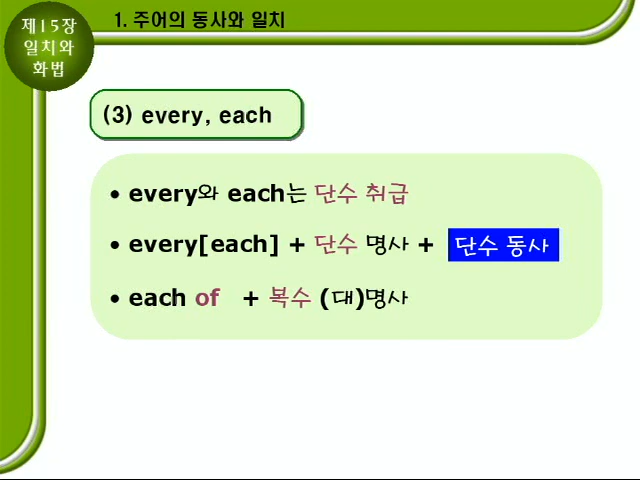 제15장
일치와
화법
1. 주어의 동사와 일치
(3) every, each
• every와 each는 단수 취급
• every[each] + 단수 명사 + 단수 동사
• each of + 복수 (대)명사